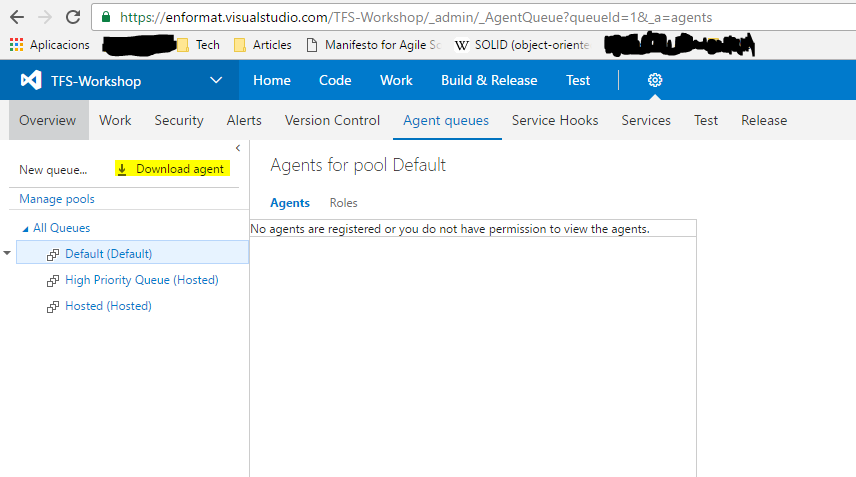 https://enformat.visualstudio.com/TFS-Workshop/_admin/_AgentQueue?queueId=1&_a=agents
Aplicacions Tech Articles Manifesto for Agile So SOLID (object-oriente
TFS-Workshop Home Code Work Build & Release Test
Overview Work Security Alerts Version Control Agent queues Service Hooks Services Test Release
New queue... Download agent
Manage pools
All Queues
Default (Default)
High Priority Queue (Hosted)
Hosted (Hosted)
Agents for pool Default
Agents Roles
No agents are registered or you do not have permission to view the agents.